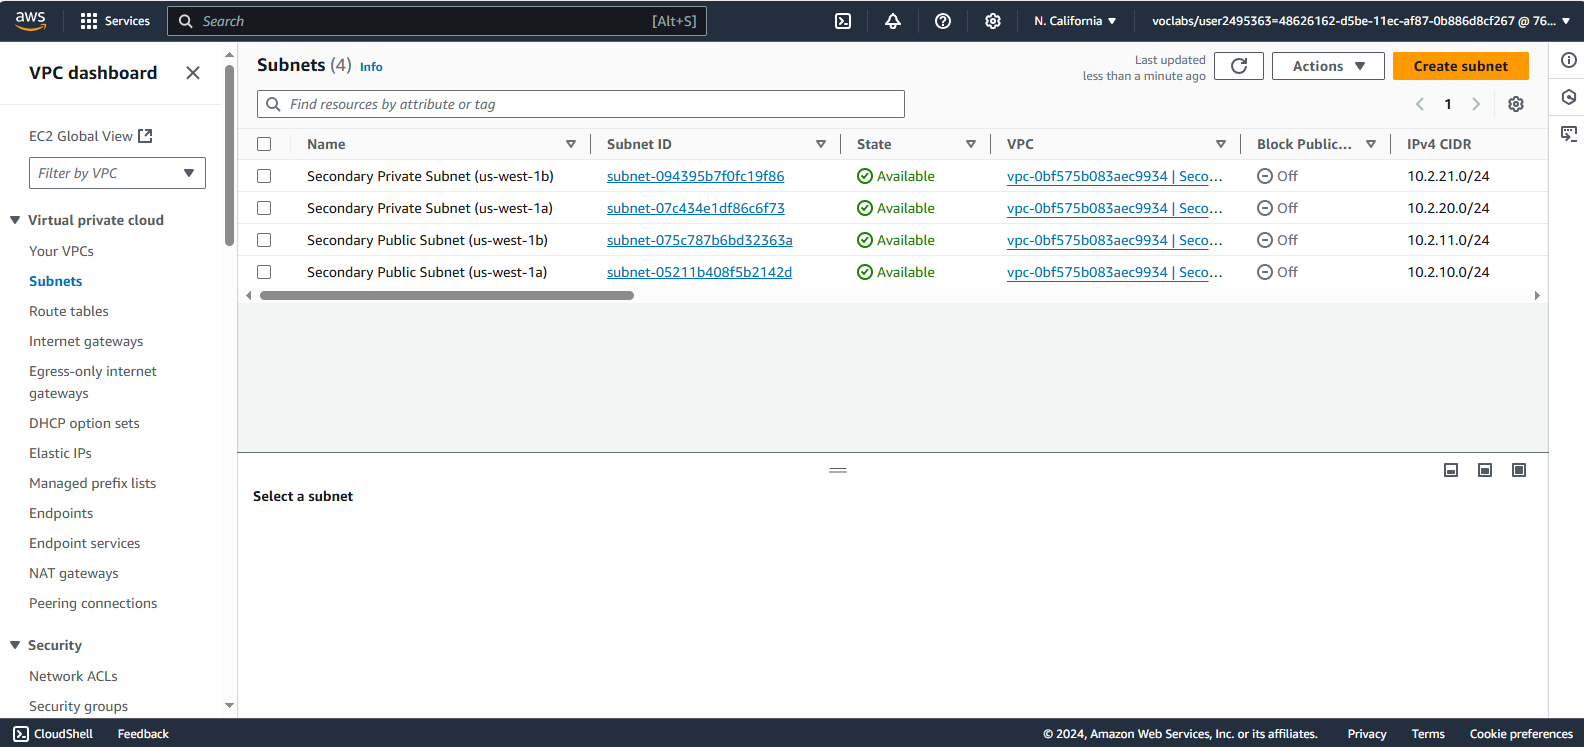 aws
Services
Search
[Alt+S]
N. California
voclabs/user2495363=48626162-d5be-11ec-af87-0b886d8cf267 @ 76...
VPC dashboard
EC2 Global View
Filter by VPC
Virtual private cloud
Your VPCs
Subnets
Route tables
Internet gateways
Egress-only internet
gateways
DHCP option sets
Elastic IPs
Managed prefix lists
Endpoints
Endpoint services
NAT gateways
Peering connections
Security
Network ACLs
Security groups
Subnets (4) Info
Last updated
less than a minute ago
Actions
Create subnet
Find resources by attribute or tag
1
Name Subnet ID State VPC Block Public... IPv4 CIDR
Secondary Private Subnet (us-west-1b) subnet-094395b7f0fc19f86 Available vpc-0bf575b083aec9934 | Seco... Off 10.2.21.0/24
Secondary Private Subnet (us-west-1a) subnet-07c434e1df86c6f73 Available vpc-0bf575b083aec9934 | Seco... Off 10.2.20.0/24
Secondary Public Subnet (us-west-1b) subnet-075c787b6bd32363a Available vpc-0bf575b083aec9934 | Seco... Off 10.2.11.0/24
Secondary Public Subnet (us-west-1a) subnet-05211b408f5b2142d Available vpc-0bf575b083aec9934 | Seco... Off 10.2.10.0/24
Select a subnet
CloudShell
Feedback
© 2024, Amazon Web Services, Inc. or its affiliates.
Privacy
Terms
Cookie preferences